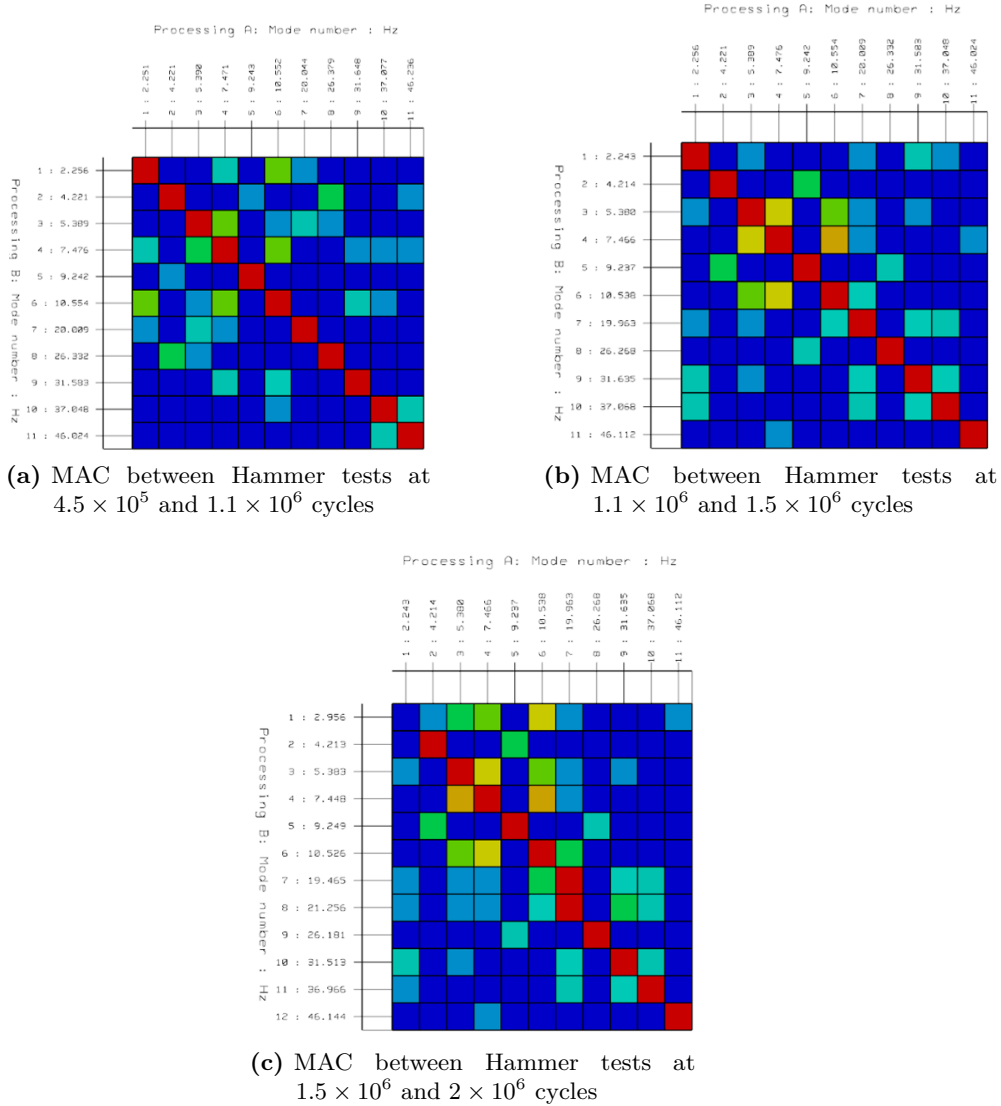 Processing A: Mode number : Hz
1 : 2.251
2 : 4.221
3 : 5.390
4 : 7.471
5 : 9.243
6 : 10.552
7 : 20.044
8 : 26.379
9 : 31.648
10 : 37.077
11 : 46.236
Processing B: Mode number : Hz
1 : 2.256
2 : 4.221
3 : 5.389
4 : 7.476
5 : 9.242
6 : 10.554
7 : 20.009
8 : 26.332
9 : 31.583
10 : 37.048
11 : 46.024
(a) MAC between Hammer tests at
4.5 × 10⁵ and 1.1 × 10⁶ cycles
Processing A: Mode number : Hz
1 : 2.256
2 : 4.221
3 : 5.389
4 : 7.476
5 : 9.242
6 : 10.554
7 : 20.009
8 : 26.332
9 : 31.583
10 : 37.048
11 : 46.024
Processing B: Mode number : Hz
1 : 2.243
2 : 4.214
3 : 5.380
4 : 7.466
5 : 9.237
6 : 10.538
7 : 19.963
8 : 26.268
9 : 31.635
10 : 37.068
11 : 46.112
(b) MAC between Hammer tests at
1.1 × 10⁶ and 1.5 × 10⁶ cycles
Processing A: Mode number : Hz
1 : 2.243
2 : 4.214
3 : 5.380
4 : 7.466
5 : 9.237
6 : 10.538
7 : 19.963
8 : 26.268
9 : 31.635
10 : 37.068
11 : 46.112
Processing B: Mode number : Hz
1 : 2.956
2 : 4.213
3 : 5.383
4 : 7.448
5 : 9.249
6 : 10.526
7 : 19.465
8 : 21.256
9 : 26.181
10 : 31.513
11 : 36.966
12 : 46.144
(c) MAC between Hammer tests at
1.5 × 10⁶ and 2 × 10⁶ cycles